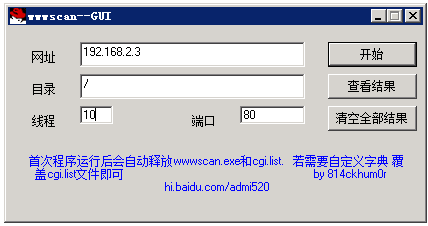 wwwscan--GUI
网址 192.168.2.3 开始
目录 / 查看结果
线程 10 端口 80 清空全部结果
首次程序运行后会自动释放wwwscan.exe和cgi.list. 若需要自定义字典 覆
盖cgi.list文件即可 by 814ckhum0r
hi.baidu.com/admi520